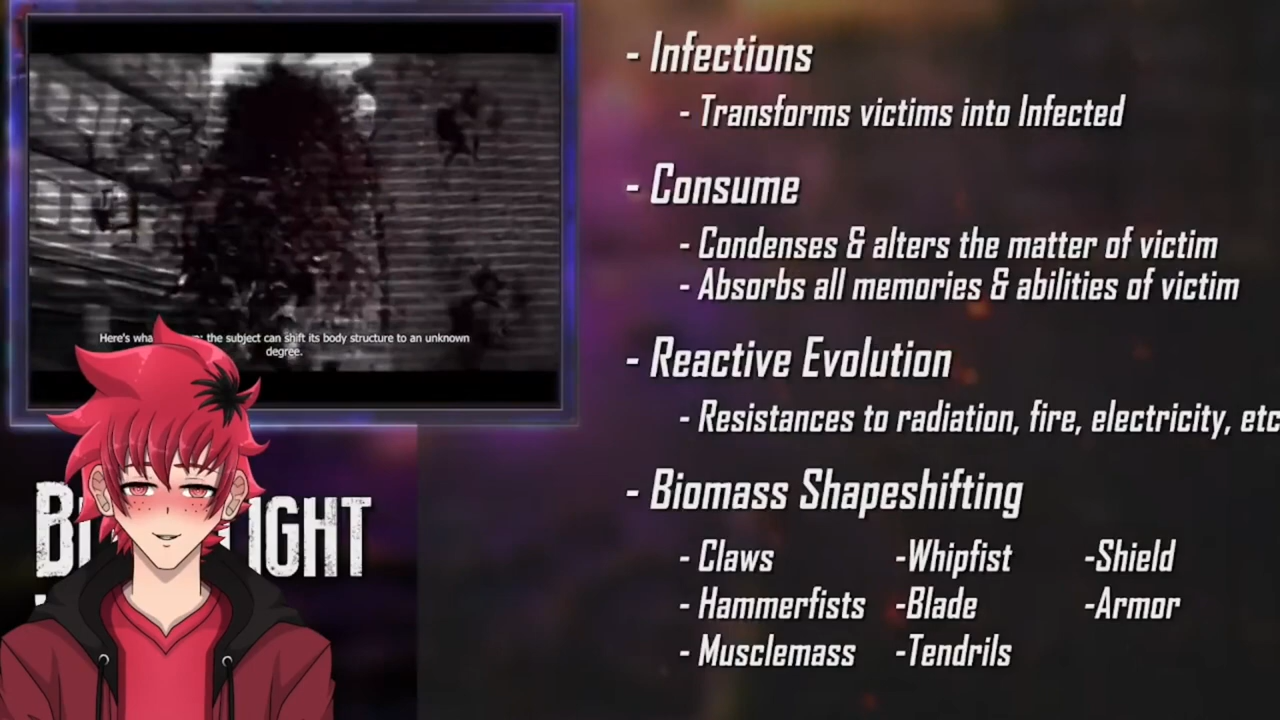 - Infections
- Transforms victims into Infected
- Consume
- Condenses & alters the matter of victim
- Absorbs all memories & abilities of victim
- Reactive Evolution
- Resistances to radiation, fire, electricity, etc
- Biomass Shapeshifting
- Claws -Whipfist -Shield
- Hammerfists -Blade -Armor
- Musclemass -Tendrils
Here's the subject can shift its body structure to an unknown
degree.